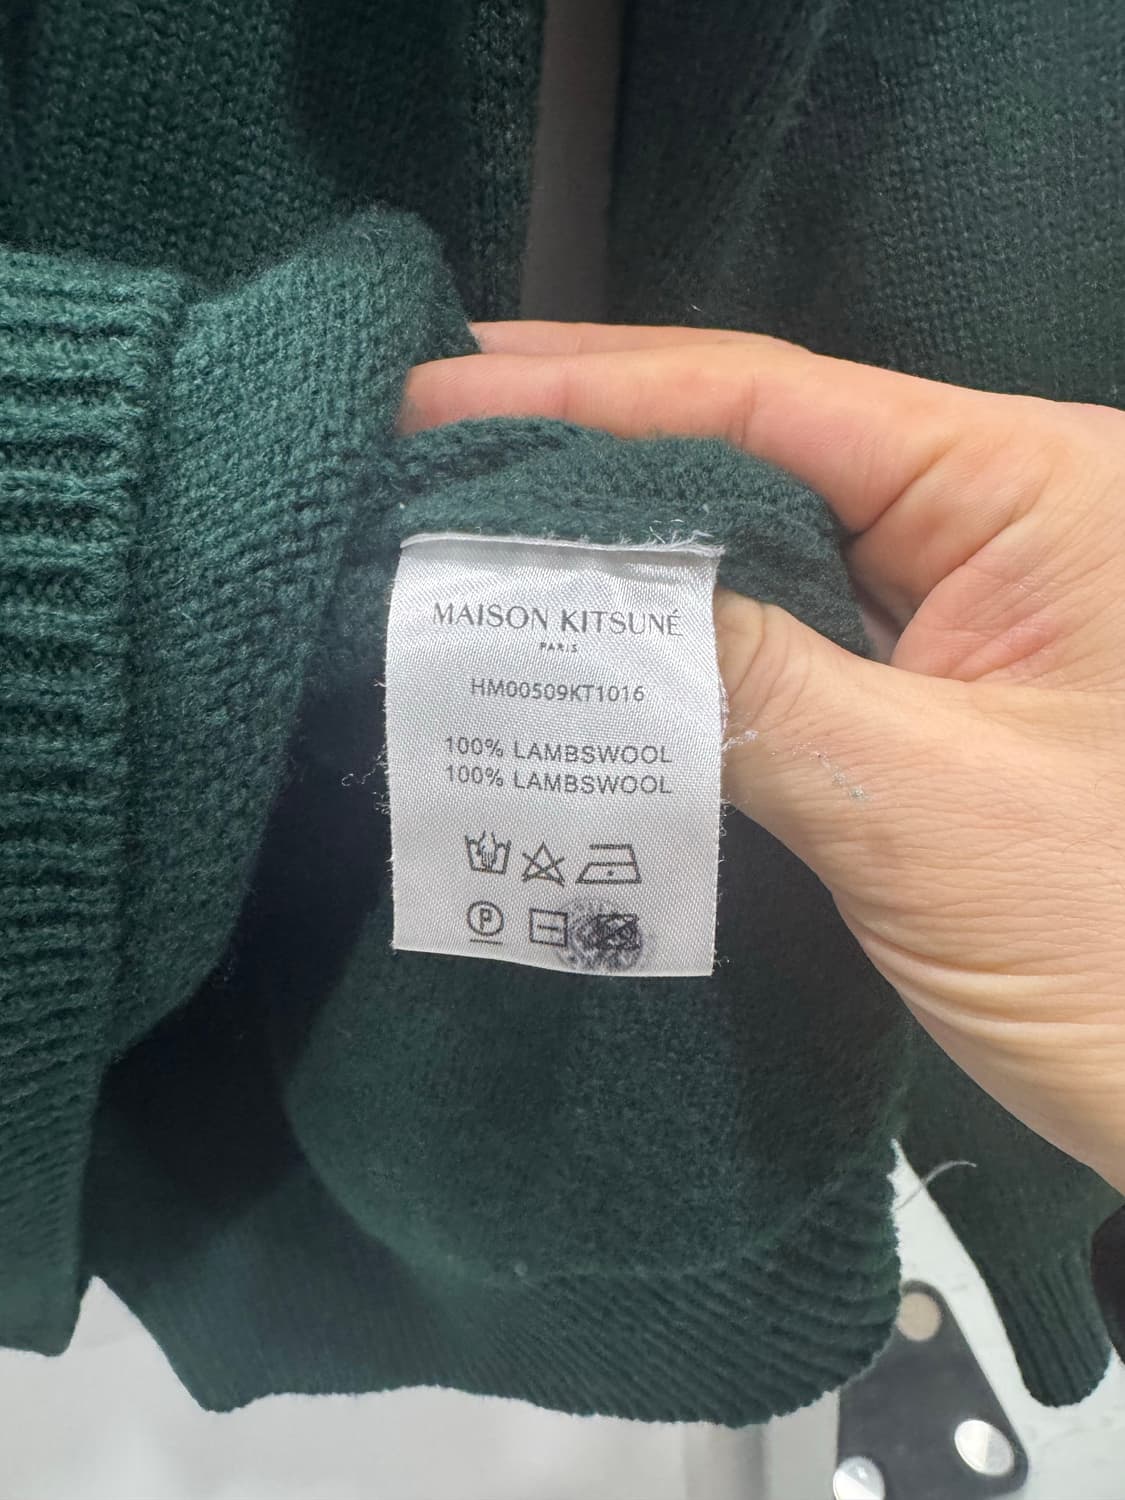 MAISON KITSUNÉ
PARIS
HM00509KT1016
100% LAMBSWOOL
100% LAMBSWOOL
P